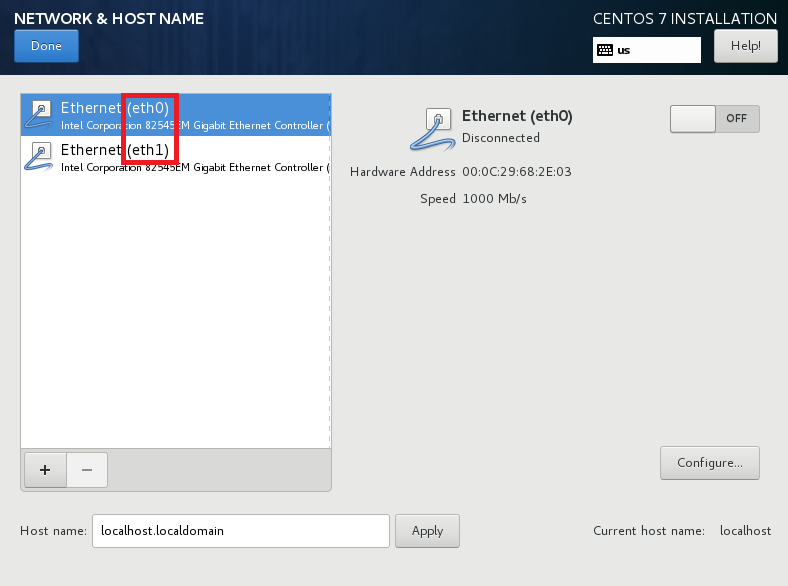 NETWORK & HOST NAME
CENTOS 7 INSTALLATION
Done
us
Help!
Ethernet (eth0)
Intel Corporation 82545EM Gigabit Ethernet Controller (
Ethernet (eth1)
Intel Corporation 82545EM Gigabit Ethernet Controller (
Ethernet (eth0)
Disconnected
OFF
Hardware Address 00:0C:29:68:2E:03
Speed 1000 Mb/s
+ −
Configure...
Host name: localhost.localdomain Apply
Current host name: localhost